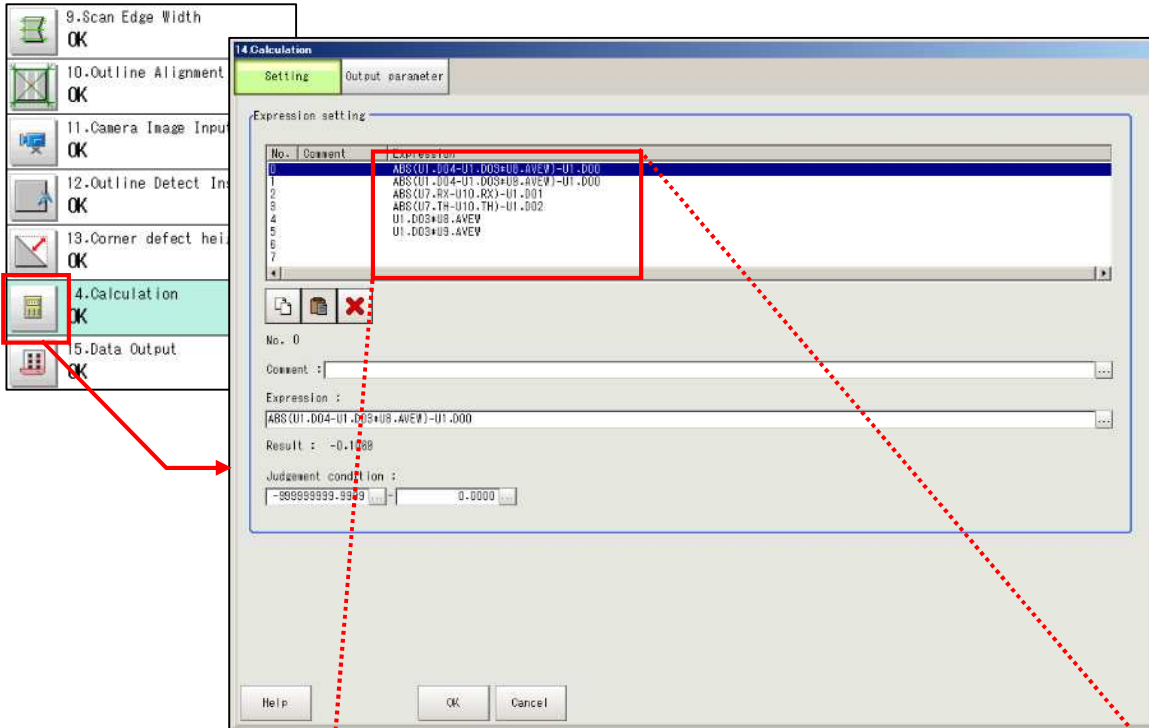 9.Scan Edge Width
OK
10.Outline Alignment
OK
11.Camera Image Input
OK
12.Outline Detect Ins
OK
13.Corner defect hei
OK
4.Calculation
OK
15.Data Output
OK
14.Calculation
Setting Output parameter
Expression setting
No. Comment Expression
0 ABS(U1.D04-U1.D03*U8.AVEW)-U1.D00
1 ABS(U1.D04-U1.D03*U8.AVEW)-U1.D00
2 ABS(U7.RX-U10.RX)-U1.D01
3 ABS(U7.TH-U10.TH)-U1.D02
4 U1.D03*U8.AVEW
5 U1.D03*U9.AVEW
6
7
No. 0
Comment : ...
Expression :
ABS(U1.D04-U1.D03*U8.AVEW)-U1.D00 ...
Result :
Judgement condition :
-999999999.9999 ... - 0.0000 ...
Help OK Cancel